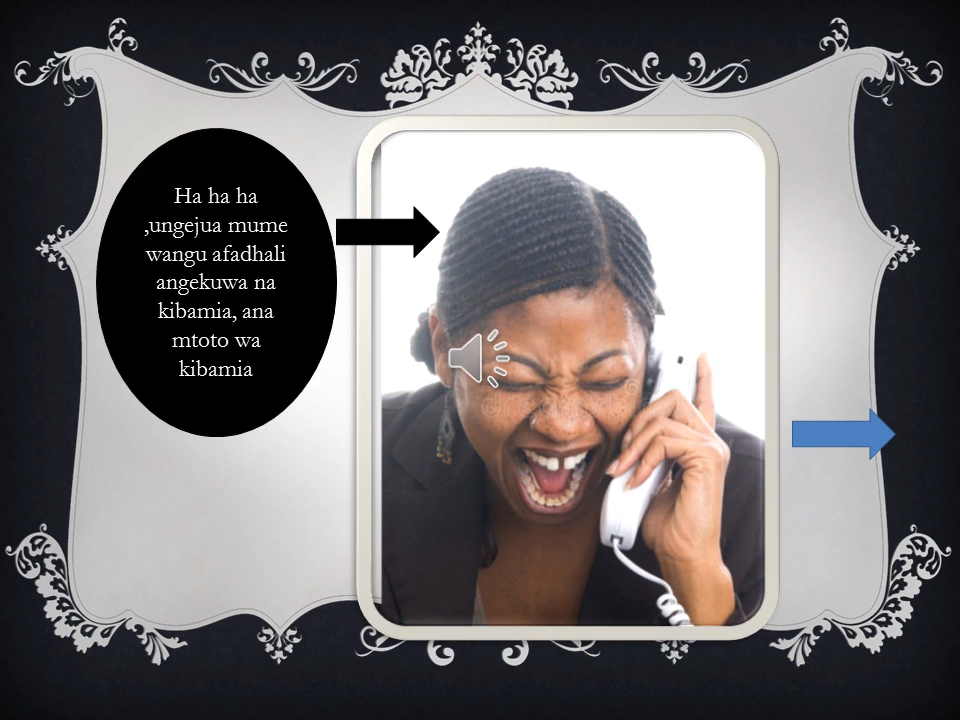 Ha ha ha
,ungejua mume
wangu afadhali
angekuwa na
kibamia, ana
mtoto wa
kibamia